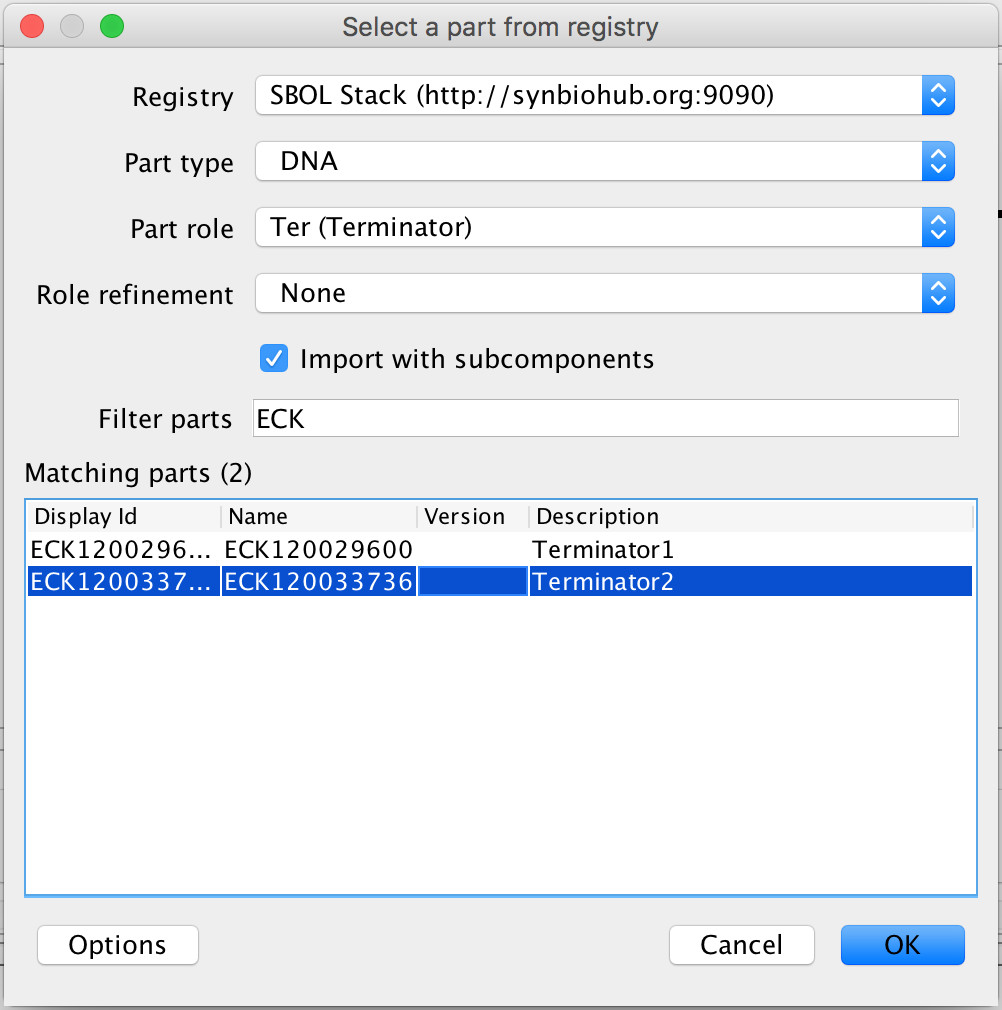 Select a part from registry
Registry SBOL Stack (http://synbiohub.org:9090)
Part type DNA
Part role Ter (Terminator)
Role refinement None
Import with subcomponents
Filter parts ECK
Matching parts (2)
Display Id Name Version Description
ECK1200296... ECK120029600 Terminator1
ECK1200337... ECK120033736 Terminator2
Options Cancel OK